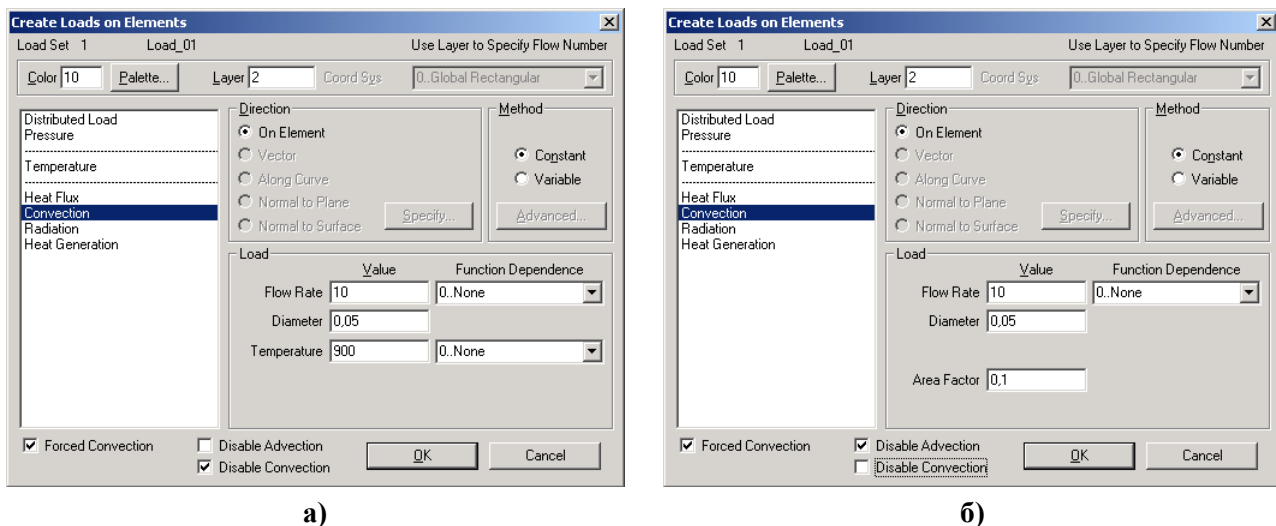 Create Loads on Elements
Load Set 1 Load_01 Use Layer to Specify Flow Number
Color 10 Palette... Layer 2 Coord Sys 0..Global Rectangular
Distributed Load
Pressure
Temperature
Heat Flux
Convection
Radiation
Heat Generation
Direction
On Element
Vector
Along Curve
Normal to Plane
Normal to Surface
Specify...
Method
Constant
Variable
Advanced...
Load
Value Function Dependence
Flow Rate 10 0..None
Diameter 0,05
Temperature 900 0..None
Forced Convection
Disable Advection
Disable Convection
OK Cancel
а)
Create Loads on Elements
Load Set 1 Load_01 Use Layer to Specify Flow Number
Color 10 Palette... Layer 2 Coord Sys 0..Global Rectangular
Distributed Load
Pressure
Temperature
Heat Flux
Convection
Radiation
Heat Generation
Direction
On Element
Vector
Along Curve
Normal to Plane
Normal to Surface
Specify...
Method
Constant
Variable
Advanced...
Load
Value Function Dependence
Flow Rate 10 0..None
Diameter 0,05
Area Factor 0,1
Forced Convection
Disable Advection
Disable Convection
OK Cancel
б)